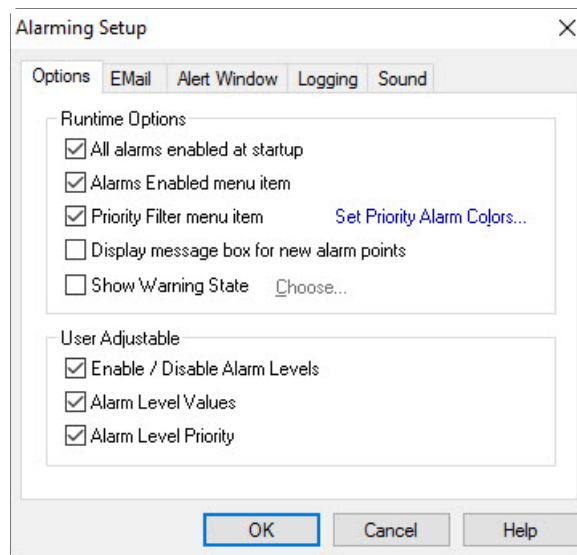 Alarming Setup
Options EMail Alert Window Logging Sound
Runtime Options
All alarms enabled at startup
Alarms Enabled menu item
Priority Filter menu item Set Priority Alarm Colors...
Display message box for new alarm points
Show Warning State Choose...
User Adjustable
Enable / Disable Alarm Levels
Alarm Level Values
Alarm Level Priority
OK Cancel Help